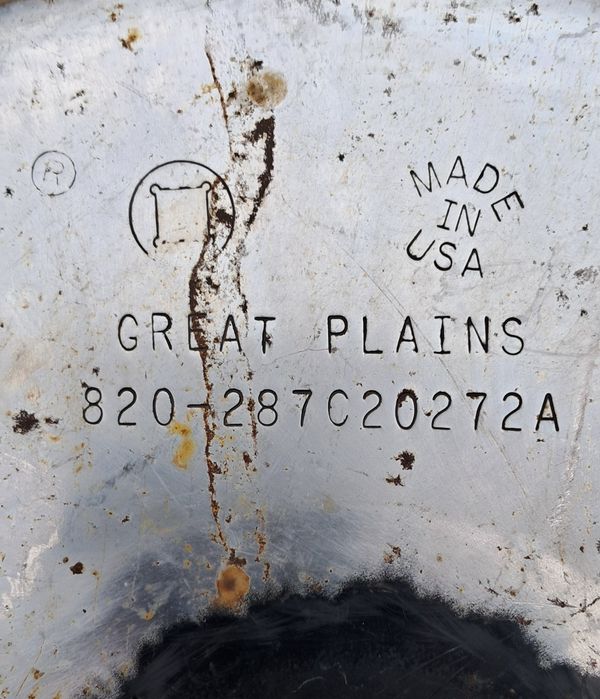 ®
MADE
IN
USA
GREAT PLAINS
820-287C20272A